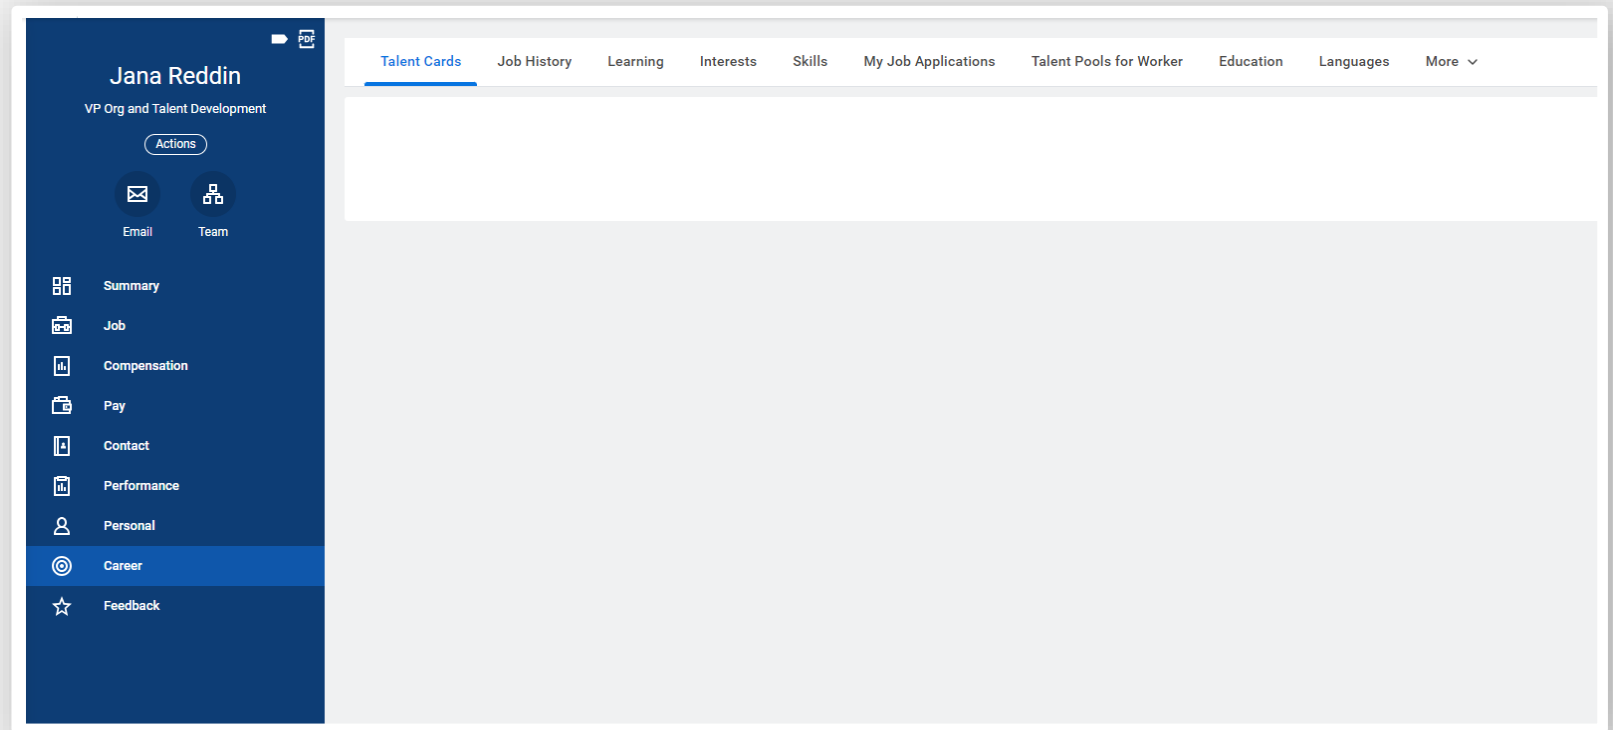 PDF
Jana Reddin
VP Org and Talent Development
Actions
Email Team
Summary
Job
Compensation
Pay
Contact
Performance
Personal
Career
Feedback
Talent Cards Job History Learning Interests Skills My Job Applications Talent Pools for Worker Education Languages More